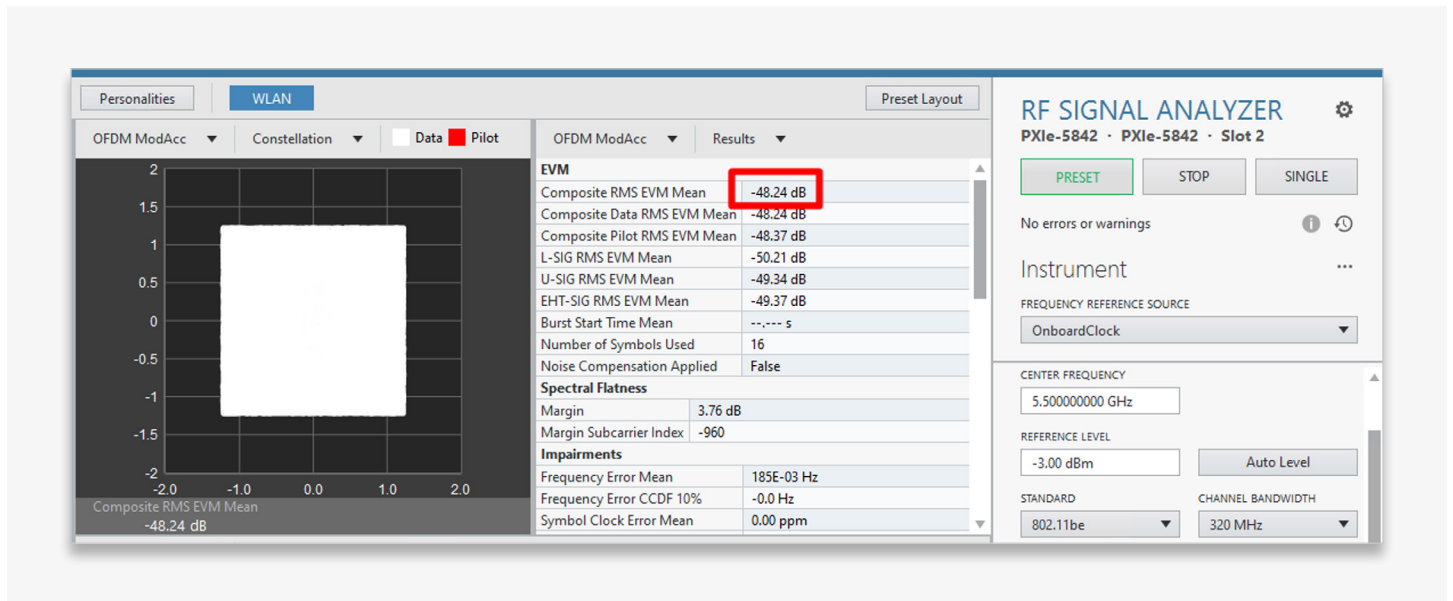 Personalities
WLAN
Preset Layout
OFDM ModAcc
Constellation
Data
Pilot
2
1.5
1
0.5
0
-0.5
-1
-1.5
-2
-2.0 -1.0 0.0 1.0 2.0
Composite RMS EVM Mean
-48.24 dB
OFDM ModAcc
Results
EVM
Composite RMS EVM Mean -48.24 dB
Composite Data RMS EVM Mean -48.24 dB
Composite Pilot RMS EVM Mean -48.37 dB
L-SIG RMS EVM Mean -50.21 dB
U-SIG RMS EVM Mean -49.34 dB
EHT-SIG RMS EVM Mean -49.37 dB
Burst Start Time Mean --.--- s
Number of Symbols Used 16
Noise Compensation Applied False
Spectral Flatness
Margin 3.76 dB
Margin Subcarrier Index -960
Impairments
Frequency Error Mean 185E-03 Hz
Frequency Error CCDF 10% -0.0 Hz
Symbol Clock Error Mean 0.00 ppm
RF SIGNAL ANALYZER
PXIe-5842 · PXIe-5842 · Slot 2
PRESET STOP SINGLE
No errors or warnings
Instrument
FREQUENCY REFERENCE SOURCE
OnboardClock
CENTER FREQUENCY
5.500000000 GHz
REFERENCE LEVEL
-3.00 dBm Auto Level
STANDARD CHANNEL BANDWIDTH
802.11be 320 MHz